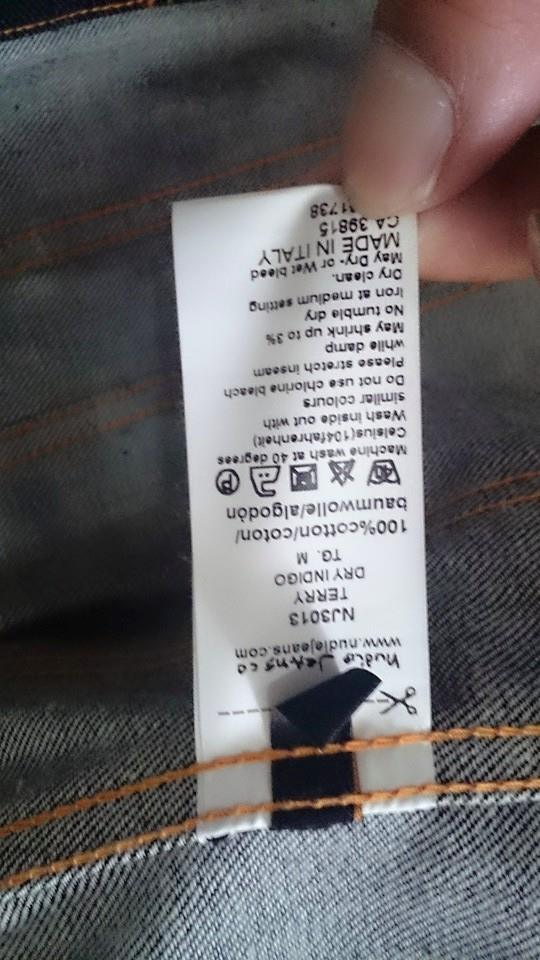 nudie jeans co
www.nudiejeans.com
NJ3013
TERRY
DRY INDIGO
TG. M
100%cotton/coton/
baumwolle/algodòn
40 P
Machine wash at 40 degrees
Celsius(104fahrenheit)
Wash inside out with
similar colours
Do not use chlorine bleach
Please stretch inseam
while damp
May shrink up to 3%
No tumble dry
Iron at medium setting
Dry clean.
May Dry- or Wet bleed
MADE IN ITALY
CA 39815